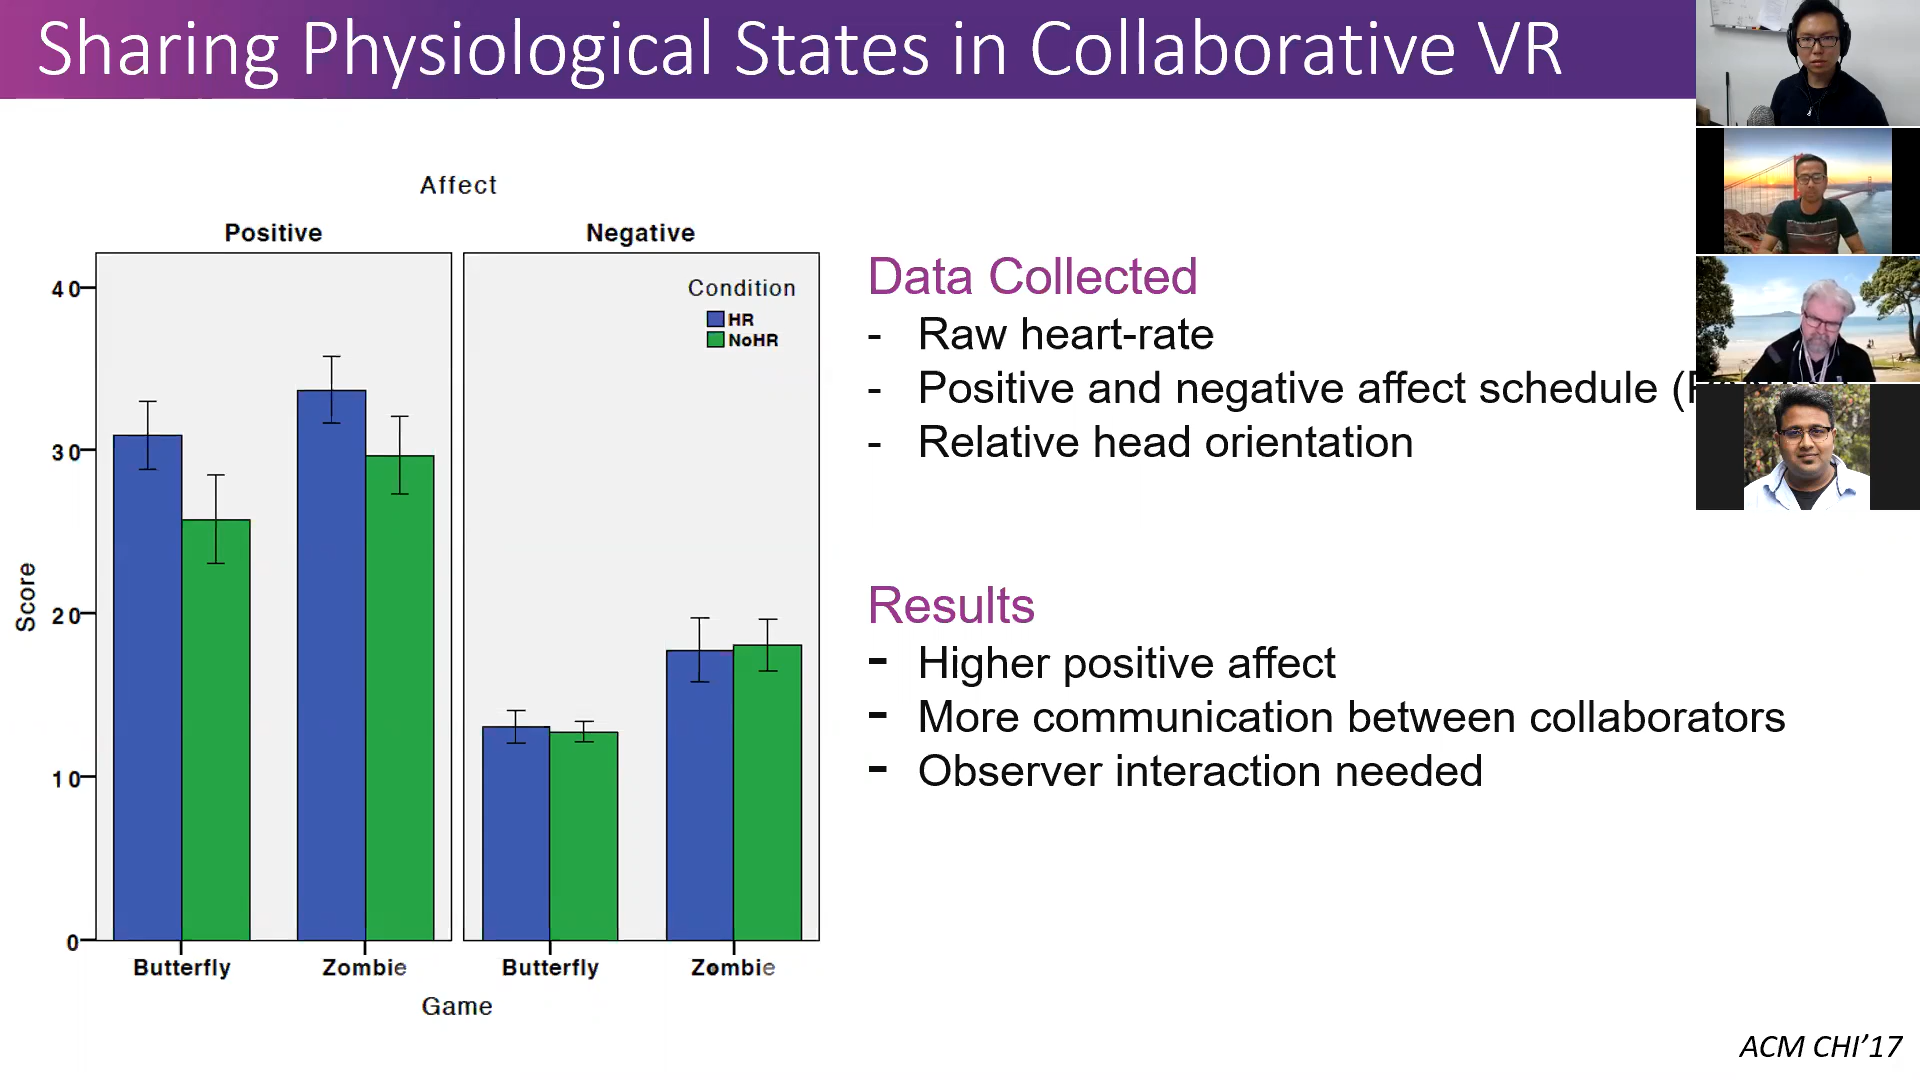 Sharing Physiological States in Collaborative VR
Affect
Positive
Negative
Condition
HR
NoHR
40
30
20
10
0
Score
Butterfly
Zombie
Butterfly
Zombie
Game
Data Collected
- Raw heart-rate
- Positive and negative affect schedule (
- Relative head orientation
Results
- Higher positive affect
- More communication between collaborators
- Observer interaction needed
ACM CHI’17